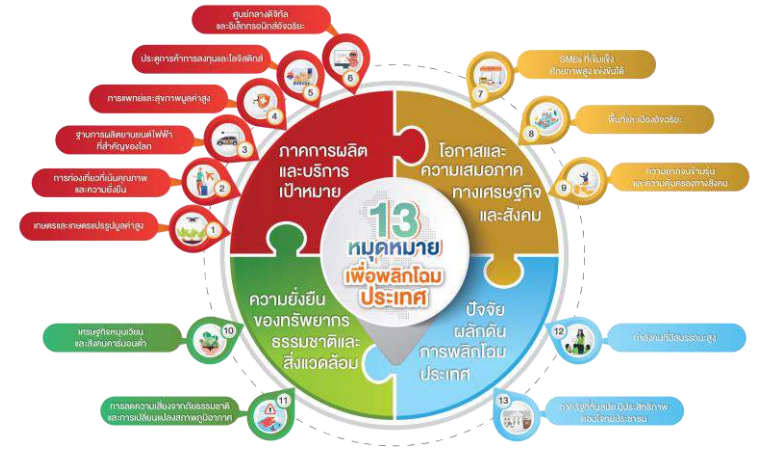 13
หมุดหมาย
เพื่อพลิกโฉม
ประเทศ
ภาคการผลิต
และบริการ
เป้าหมาย
เกษตรและเกษตรแปรรูปมูลค่าสูง
1
การท่องเที่ยวที่เน้นคุณภาพ
และความยั่งยืน
2
ฐานการผลิตยานยนต์ไฟฟ้า
ที่สำคัญของโลก
3
การแพทย์และสุขภาพมูลค่าสูง
4
ประตูการค้าการลงทุนและโลจิสติกส์
5
ศูนย์กลางดิจิทัล
และอิเล็กทรอนิกส์อัจฉริยะ
6
โอกาสและ
ความเสมอภาค
ทางเศรษฐกิจ
และสังคม
7
SMEs ที่เข้มแข็ง
ศักยภาพสูง แข่งขันได้
8
พื้นที่และเมืองอัจฉริยะ
9
ความยากจนข้ามรุ่น
และความคุ้มครองทางสังคม
ความยั่งยืน
ของทรัพยากร
ธรรมชาติและ
สิ่งแวดล้อม
เศรษฐกิจหมุนเวียน
และสังคมคาร์บอนต่ำ
10
การลดความเสี่ยงจากภัยธรรมชาติ
และการเปลี่ยนแปลงสภาพภูมิอากาศ
11
ปัจจัย
ผลักดัน
การพลิกโฉม
ประเทศ
12
กำลังคนที่มีสมรรถนะสูง
13
ภาครัฐที่ทันสมัย มีประสิทธิภาพ
ตอบโจทย์ประชาชน